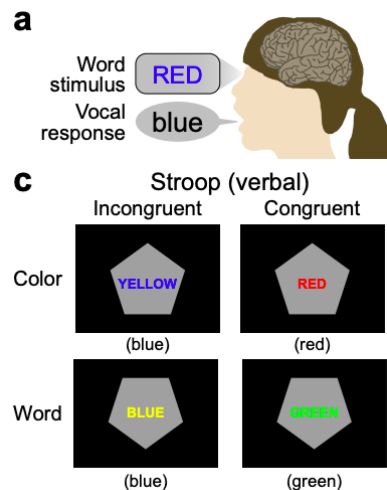 a
Word stimulus
RED
Vocal response
blue
c
Stroop (verbal)
Incongruent Congruent
Color
YELLOW RED
(blue) (red)
Word
BLUE GREEN
(blue) (green)